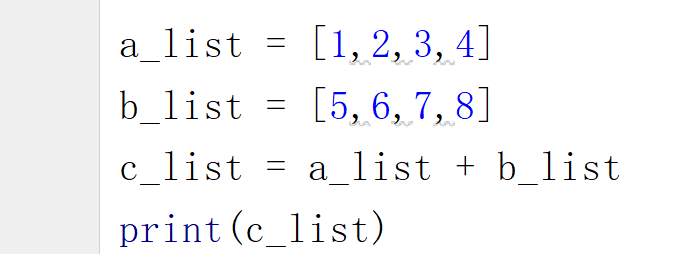 a_list = [1,2,3,4]
b_list = [5,6,7,8]
c_list = a_list + b_list
print(c_list)